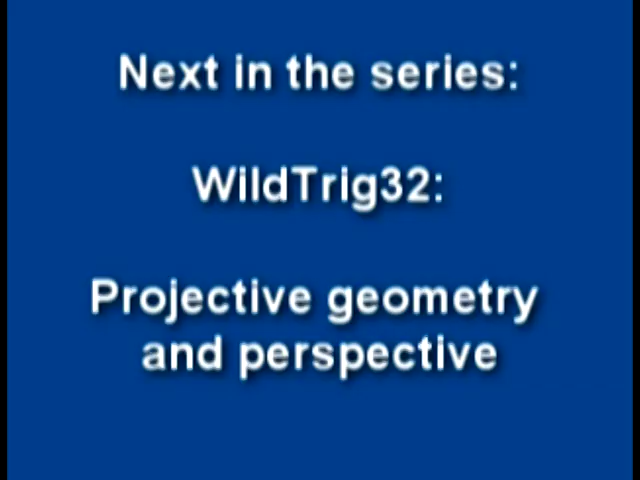 Next in the series:
WildTrig32:
Projective geometry
and perspective